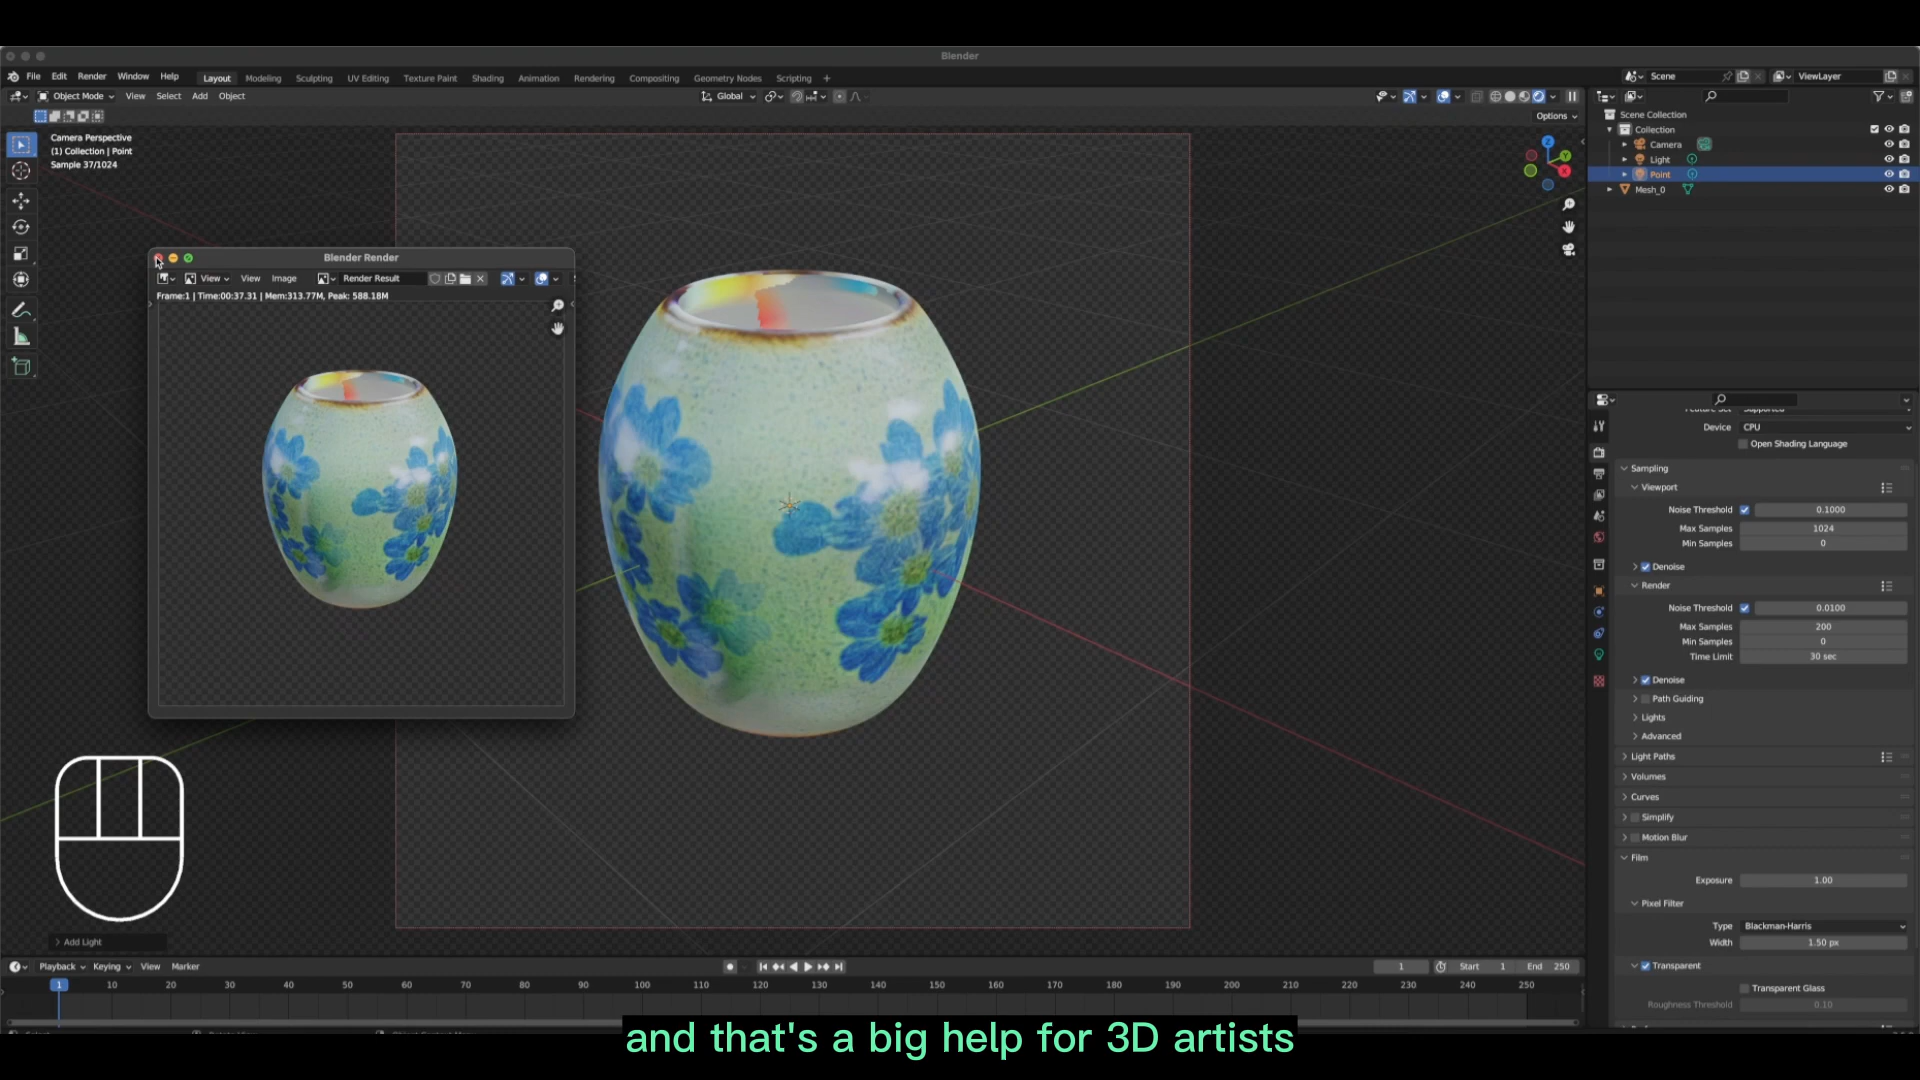 Blender
File Edit Render Window Help
Layout Modeling Sculpting UV Editing Texture Paint Shading Animation Rendering Compositing Geometry Nodes Scripting +
Scene
ViewLayer
Object Mode View Select Add Object
Global
Options
Camera Perspective
(1) Collection | Point
Sample 37/1024
Scene Collection
Collection
Camera
Light
Point
Mesh_0
Blender Render
View View Image Render Result
Frame:1 | Time:00:37.31 | Mem:313.77M, Peak: 588.18M
Device CPU
Open Shading Language
Sampling
Viewport
Noise Threshold 0.1000
Max Samples 1024
Min Samples 0
Denoise
Render
Noise Threshold 0.0100
Max Samples 200
Min Samples 0
Time Limit 30 sec
Denoise
Path Guiding
Lights
Advanced
Light Paths
Volumes
Curves
Simplify
Motion Blur
Film
Exposure 1.00
Pixel Filter
Type Blackman-Harris
Width 1.50 px
Transparent
Transparent Glass
Roughness Threshold 0.10
Add Light
Playback Keying View Marker
1 Start 1 End 250
1 10 20 30 40 50 60 70 80 90 100 110 120 130 140 150 160 170 180 190 200 210 220 230 240 250
and that's a big help for 3D artists